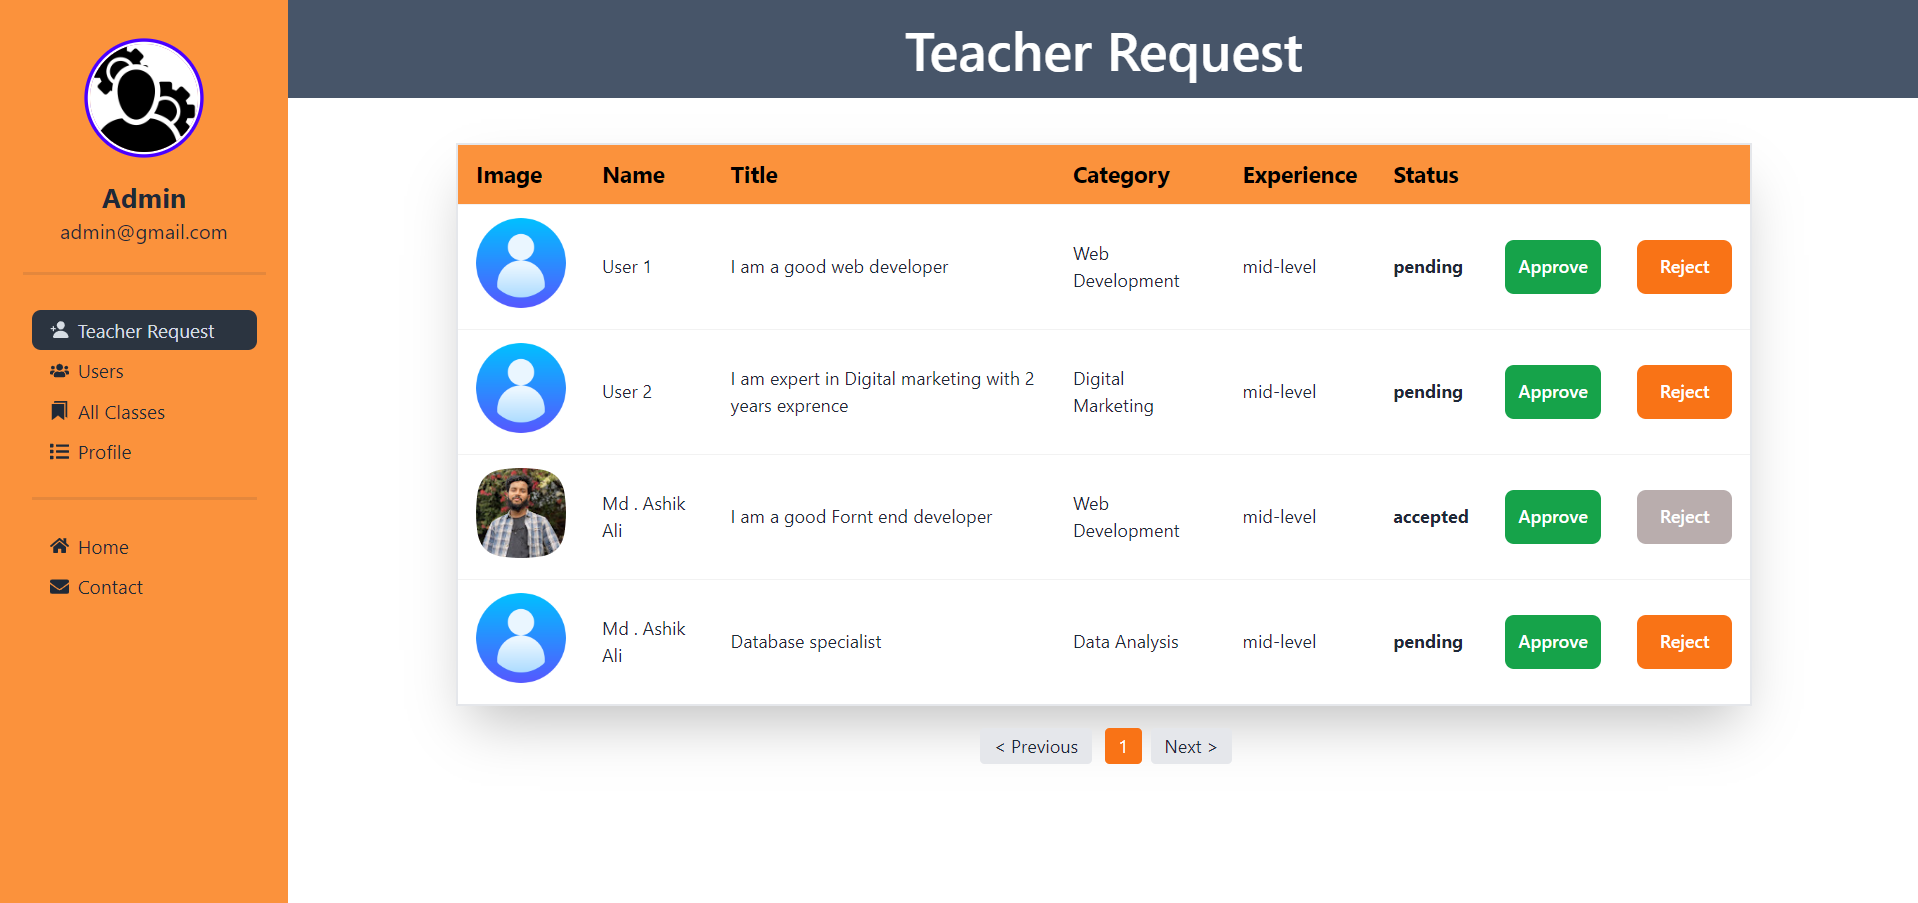 Teacher Request
Admin
admin@gmail.com
Teacher Request
Users
All Classes
Profile
Home
Contact
Image Name Title Category Experience Status
User 1 I am a good web developer Web mid-level pending Approve Reject
Development
User 2 I am expert in Digital marketing with 2 Digital mid-level pending Approve Reject
years exprence Marketing
Md . Ashik I am a good Fornt end developer Web mid-level accepted Approve Reject
Ali Development
Md . Ashik Database specialist Data Analysis mid-level pending Approve Reject
Ali
< Previous 1 Next >